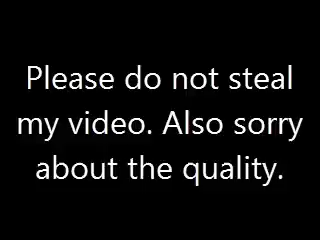 Please do not steal
my video. Also sorry
about the quality.